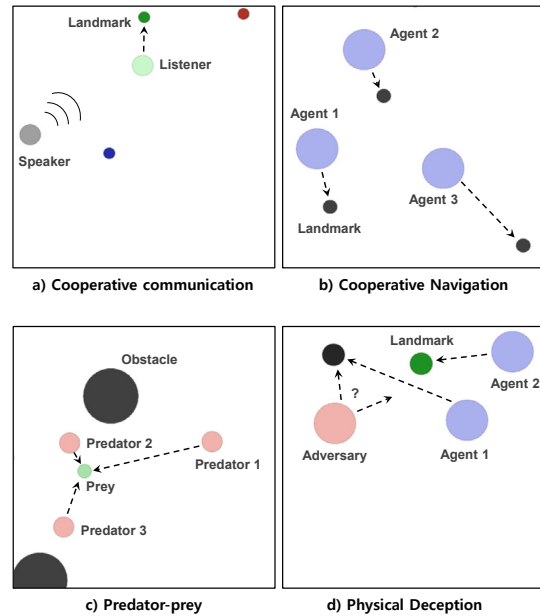 Landmark
Listener
Speaker
a) Cooperative communication
Agent 2
Agent 1
Agent 3
Landmark
b) Cooperative Navigation
Obstacle
Predator 2
Predator 1
Prey
Predator 3
c) Predator-prey
Landmark
Agent 2
?
Adversary
Agent 1
d) Physical Deception